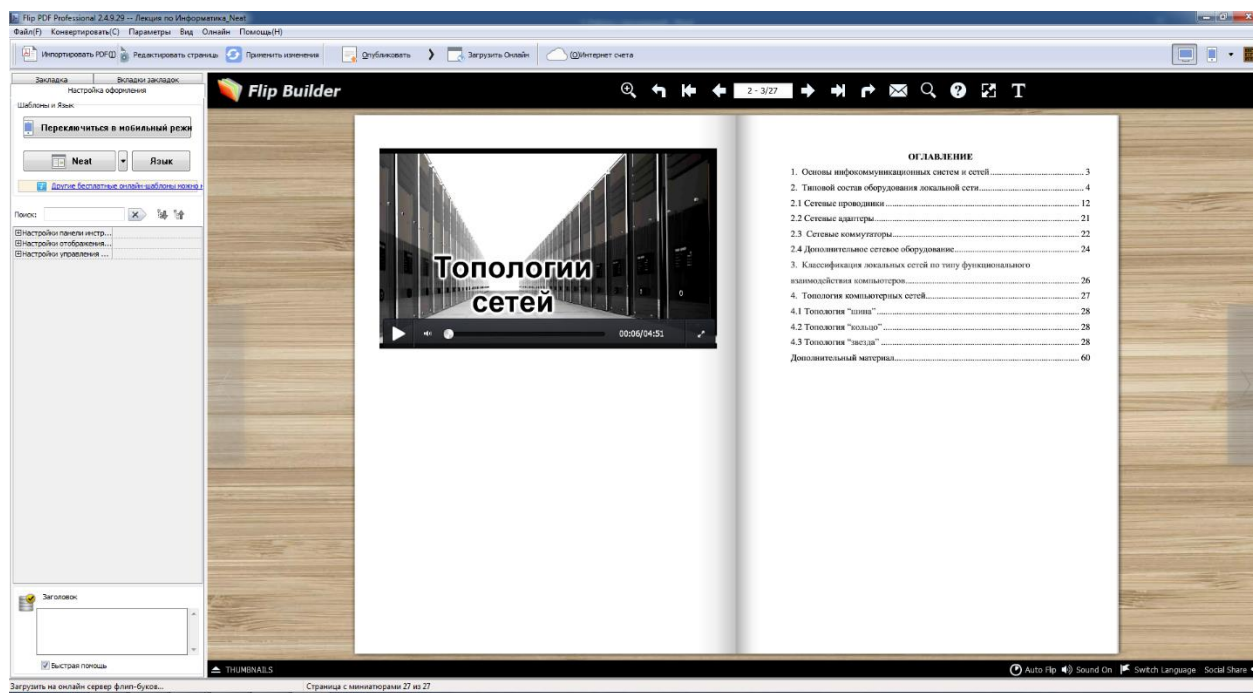 Flip PDF Professional 2.4.9.29 -- Лекция по Информатика_Neat
Файл(F) Конвертировать(C) Параметры Вид Олнайн Помощь(H)
Импортировать PDF(I) Редактировать страницы Применить изменения Опубликовать Загрузить Онлайн (O)Интернет счета
Закладка Вкладки закладок
Настройка оформления
Шаблоны и Язык
Переключиться в мобильный режи
Neat Язык
Другие бесплатные онлайн-шаблоны можно н
Поиск:
Настройки панели инстр...
Настройки отображения...
Настройки управления ...
Заголовок
Быстрая помощь
Flip Builder
2 - 3/27
Топологии
сетей
00:06/04:51
ОГЛАВЛЕНИЕ
1. Основы инфокоммуникационных систем и сетей 3
2. Типовой состав оборудования локальной сети 4
2.1 Сетевые проводники 12
2.2 Сетевые адаптеры 21
2.3 Сетевые коммутаторы 22
2.4 Дополнительное сетевое оборудование 24
3. Классификация локальных сетей по типу функционального
взаимодействия компьютеров 26
4. Топология компьютерных сетей 27
4.1 Топология "шина" 28
4.2 Топология "кольцо" 28
4.3 Топология "звезда" 28
Дополнительный материал 60
THUMBNAILS
Auto Flip Sound On Switch Language Social Share
Загрузить на онлайн сервер флип-буков...
Страница с миниатюрами 27 из 27